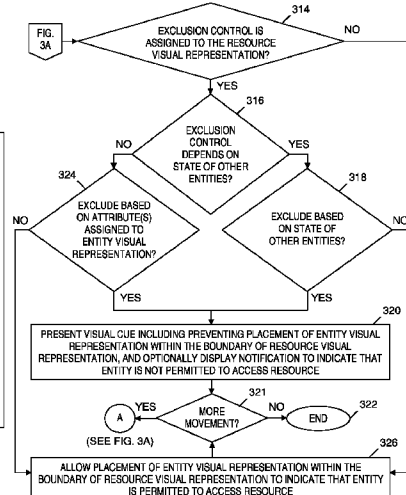 314
FIG.
3A
EXCLUSION CONTROL IS
ASSIGNED TO THE RESOURCE
VISUAL REPRESENTATION?
NO
YES
316
EXCLUSION
CONTROL
DEPENDS ON
STATE OF OTHER
ENTITIES?
NO
YES
324
EXCLUDE BASED
ON ATTRIBUTE(S)
ASSIGNED TO
ENTITY VISUAL
REPRESENTATION?
NO
YES
318
EXCLUDE BASED
ON STATE OF
OTHER ENTITIES?
NO
YES
320
PRESENT VISUAL CUE INCLUDING PREVENTING PLACEMENT OF ENTITY VISUAL
REPRESENTATION WITHIN THE BOUNDARY OF RESOURCE VISUAL
REPRESENTATION, AND OPTIONALLY DISPLAY NOTIFICATION TO INDICATE THAT
ENTITY IS NOT PERMITTED TO ACCESS RESOURCE
321
A
YES
MORE
MOVEMENT?
NO
END
322
(SEE FIG. 3A)
326
ALLOW PLACEMENT OF ENTITY VISUAL REPRESENTATION WITHIN THE
BOUNDARY OF RESOURCE VISUAL REPRESENTATION TO INDICATE THAT ENTITY
IS PERMITTED TO ACCESS RESOURCE